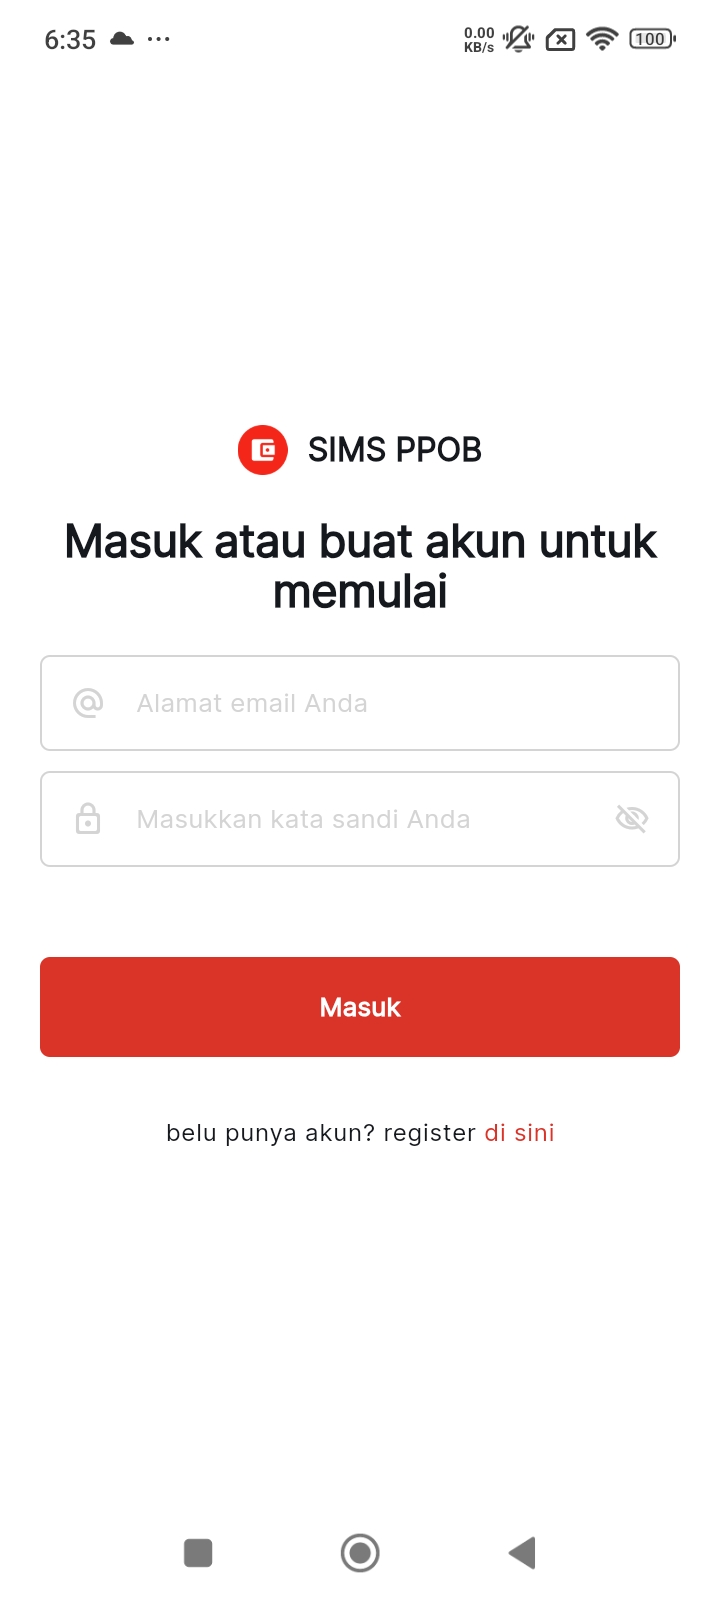 6:35
0.00
KB/s
100
SIMS PPOB
Masuk atau buat akun untuk
memulai
Alamat email Anda
Masukkan kata sandi Anda
Masuk
belu punya akun? register di sini